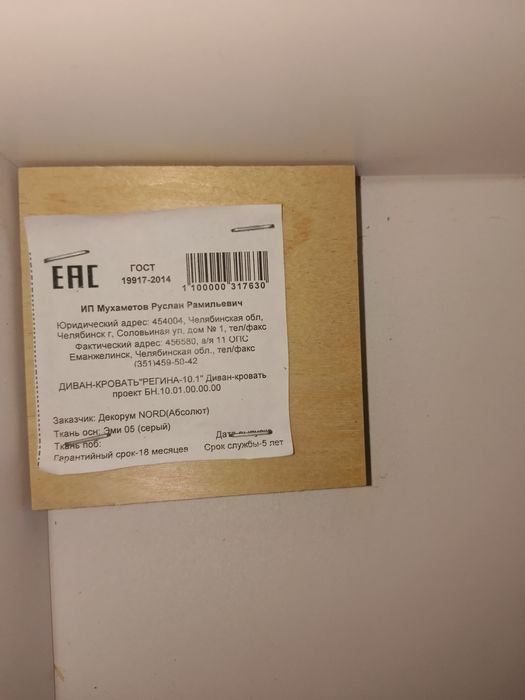 EAC
ГОСТ
19917-2014
1 100000 317630
ИП Мухаметов Руслан Рамильевич
Юридический адрес: 454004, Челябинская обл,
Челябинск г, Соловьиная ул, дом № 1, тел/факс
Фактический адрес: 456580, а/я 11 ОПС
Еманжелинск, Челябинская обл., тел/факс
(351)459-50-42
ДИВАН-КРОВАТЬ"РЕГИНА-10.1" Диван-кровать
проект БН.10.01.00.00.00
Заказчик: Декорум NORD(Абсолют)
Ткань осн: Эми 05 (серый)
Ткань поб: Дата
Гарантийный срок-18 месяцев Срок службы-5 лет